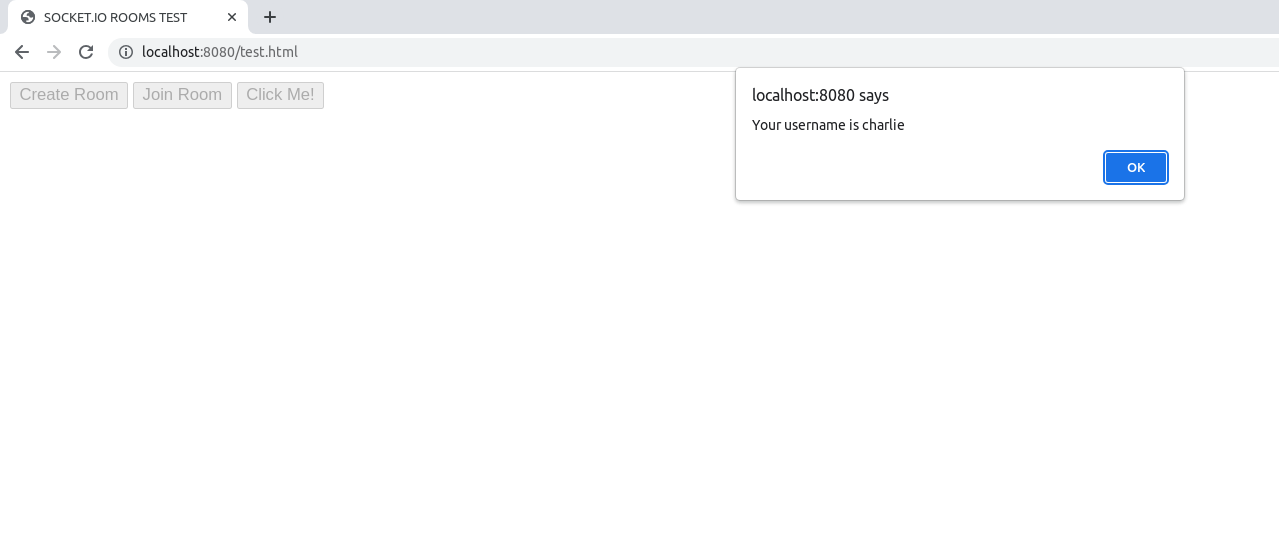 SOCKET.IO ROOMS TEST
localhost:8080/test.html
Create Room Join Room Click Me!
localhost:8080 says
Your username is charlie
OK